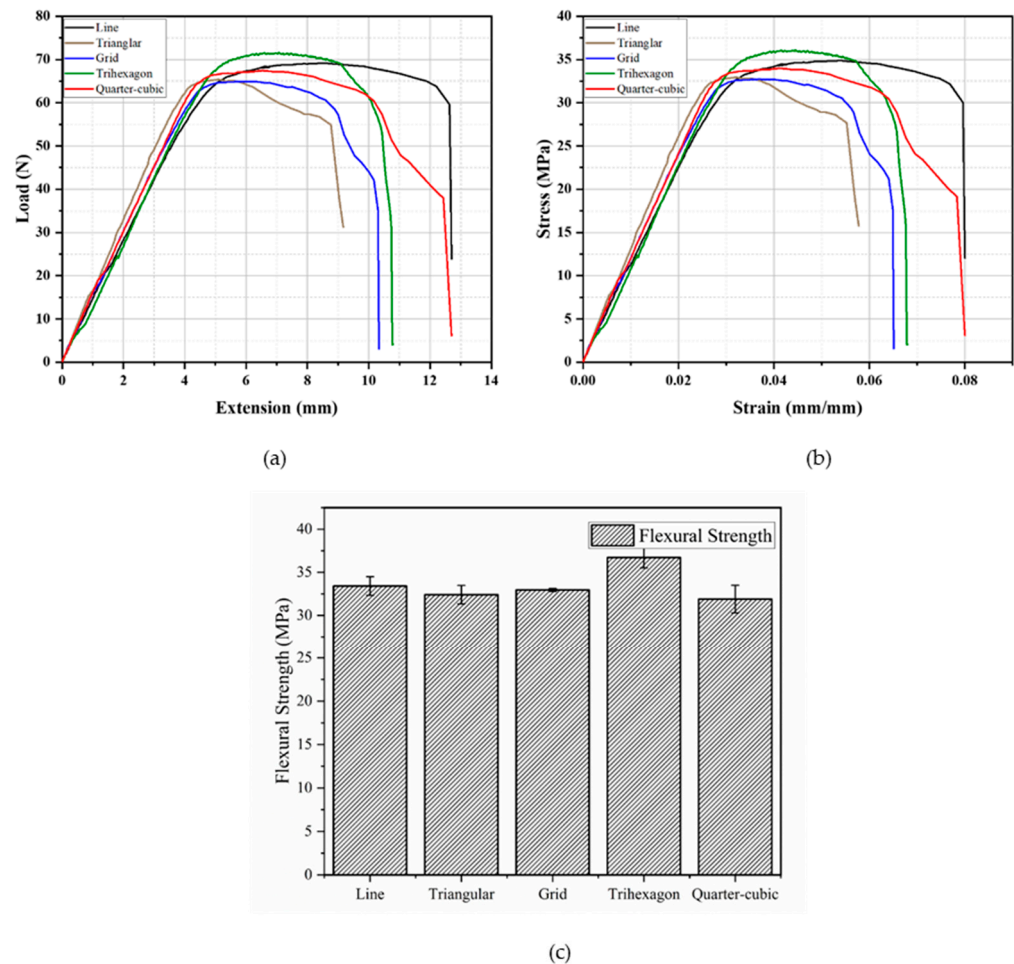 80
70
60
50
40
30
20
10
0
Load (N)
Line
Trianglar
Grid
Trihexagon
Quarter-cubic
0
2
4
6
8
10
12
14
Extension (mm)
(a)
40
35
30
25
20
15
10
5
0
Stress (MPa)
Line
Trianglar
Grid
Trihexagon
Quarter-cubic
0.00
0.02
0.04
0.06
0.08
Strain (mm/mm)
(b)
40
35
30
25
20
15
10
5
0
Flexural Strength (MPa)
Flexural Strength
Line
Triangular
Grid
Trihexagon
Quarter-cubic
(c)